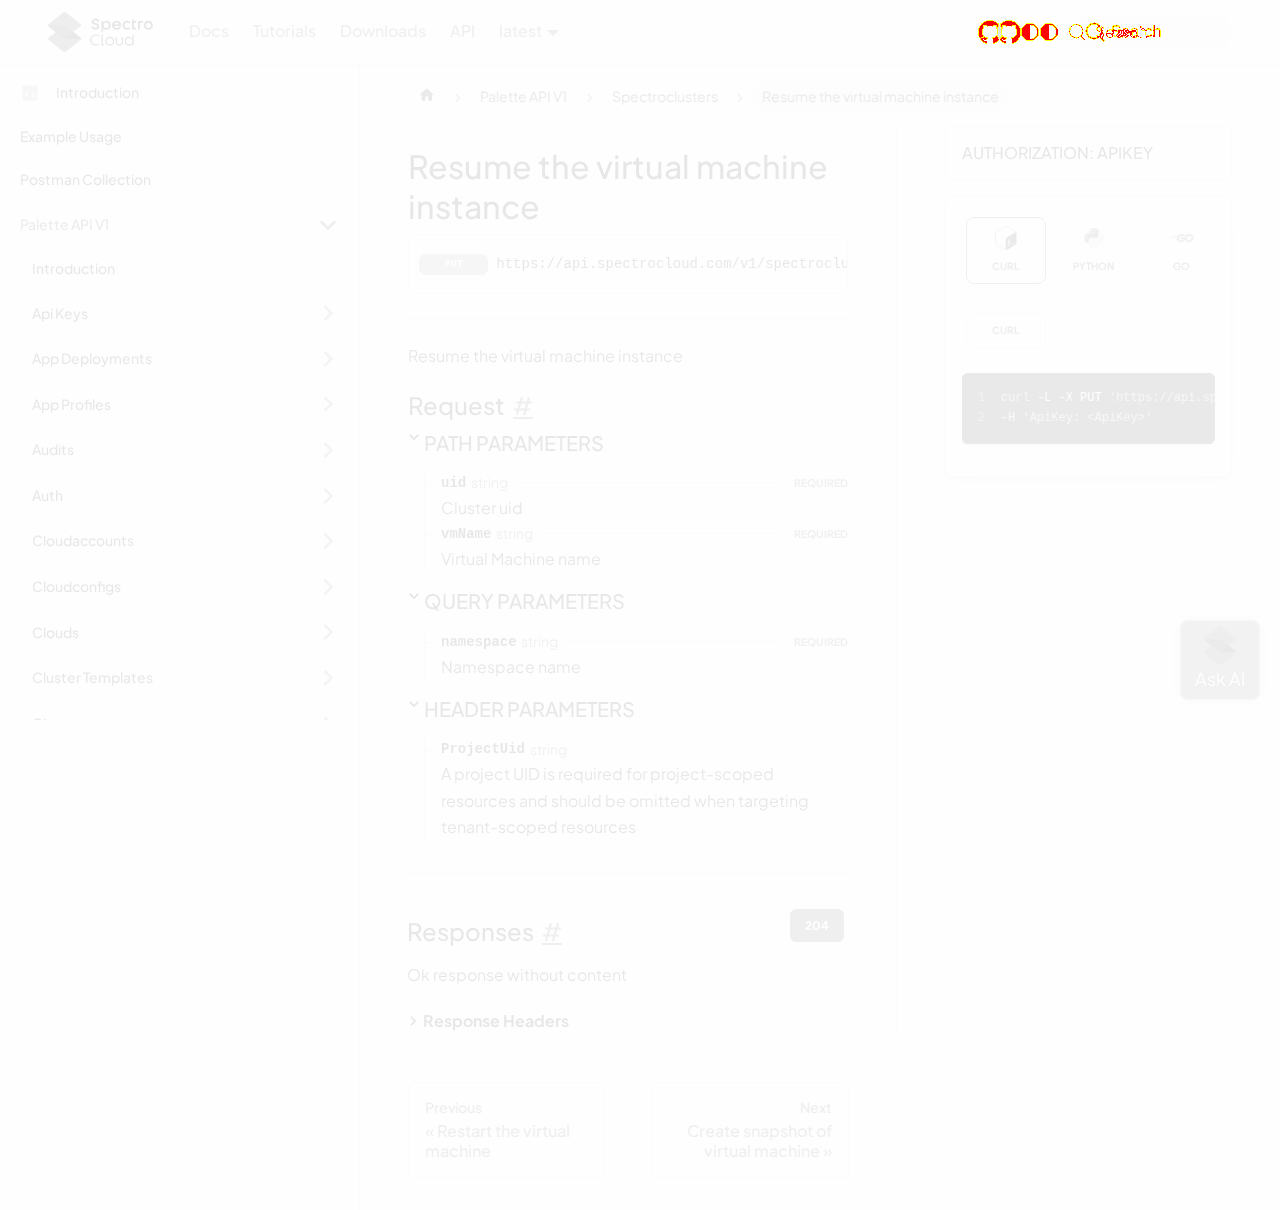 Spectro
Cloud
Docs
Tutorials
Downloads
API
latest
Introduction
Example Usage
Postman Collection
Palette API V1
Introduction
Api Keys
App Deployments
App Profiles
Audits
Auth
Cloudaccounts
Cloudconfigs
Clouds
Cluster Templates
Palette API V1
Spectroclusters
Resume the virtual machine instance
Resume the virtual machine
instance
PUT
https://api.spectrocloud.com/v1/spectroclu
Resume the virtual machine instance
Request #
PATH PARAMETERS
uid string REQUIRED
Cluster uid
vmName string REQUIRED
Virtual Machine name
QUERY PARAMETERS
namespace string REQUIRED
Namespace name
HEADER PARAMETERS
ProjectUid string
A project UID is required for project-scoped
resources and should be omitted when targeting
tenant-scoped resources
Responses #
204
Ok response without content
Response Headers
Previous
« Restart the virtual
machine
Next
Create snapshot of
virtual machine »
AUTHORIZATION: APIKEY
CURL
PYTHON
GO
GO
CURL
1 curl -L -X PUT 'https://api.sp
2 -H 'ApiKey: <ApiKey>'
Ask AI